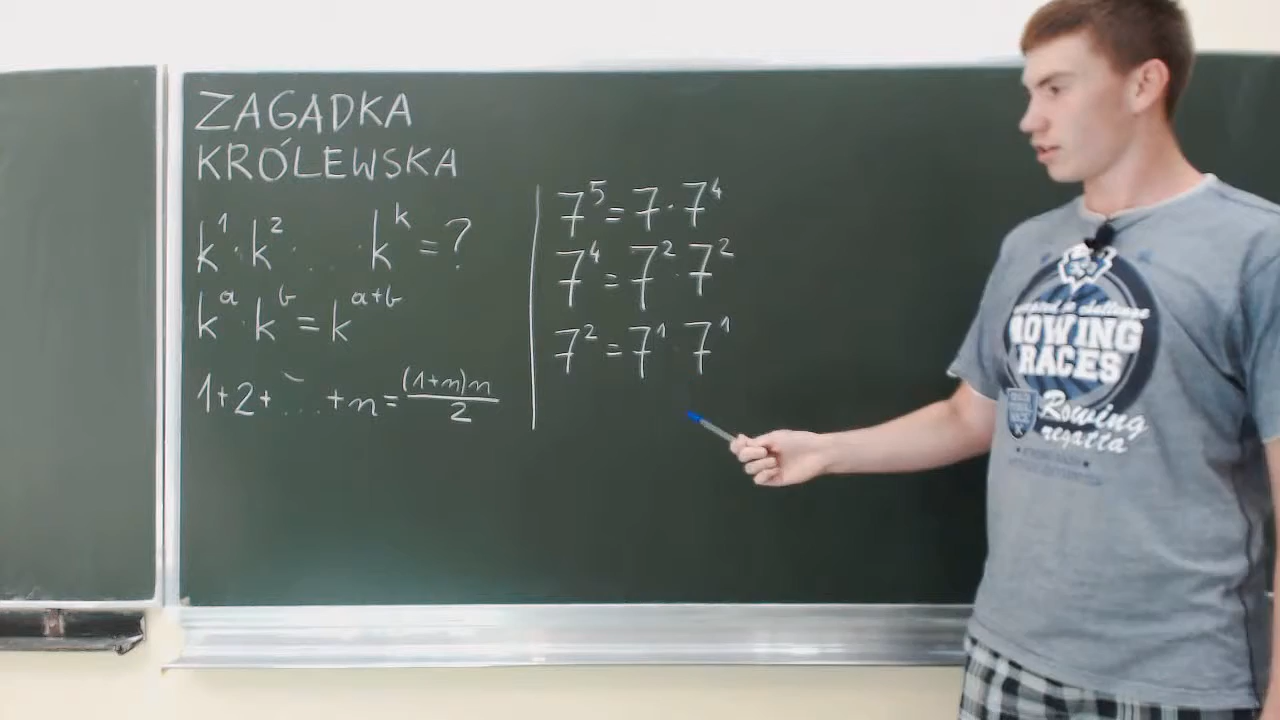 ZAGADKA
KRÓLEWSKA
k¹·k²· ... ·kᵏ=?
kᵃ·kᵇ=kᵃ⁺ᵇ
1+2+...+n=(1+n)n/2
7⁵=7·7⁴
7⁴=7²·7²
7²=7¹·7¹
ROWING
RACES
Rowing
regatta